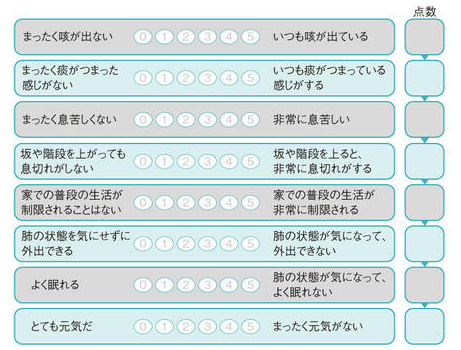 点数
まったく咳が出ない 0 1 2 3 4 5 いつも咳が出ている
まったく痰がつまった
感じがない 0 1 2 3 4 5 いつも痰がつまっている
感じがする
まったく息苦しくない 0 1 2 3 4 5 非常に息苦しい
坂や階段を上がっても
息切れがしない 0 1 2 3 4 5 坂や階段を上ると、
非常に息切れがする
家での普段の生活が
制限されることはない 0 1 2 3 4 5 家での普段の生活が
非常に制限される
肺の状態を気にせずに
外出できる 0 1 2 3 4 5 肺の状態が気になって、
外出できない
よく眠れる 0 1 2 3 4 5 肺の状態が気になって、
よく眠れない
とても元気だ 0 1 2 3 4 5 まったく元気がない